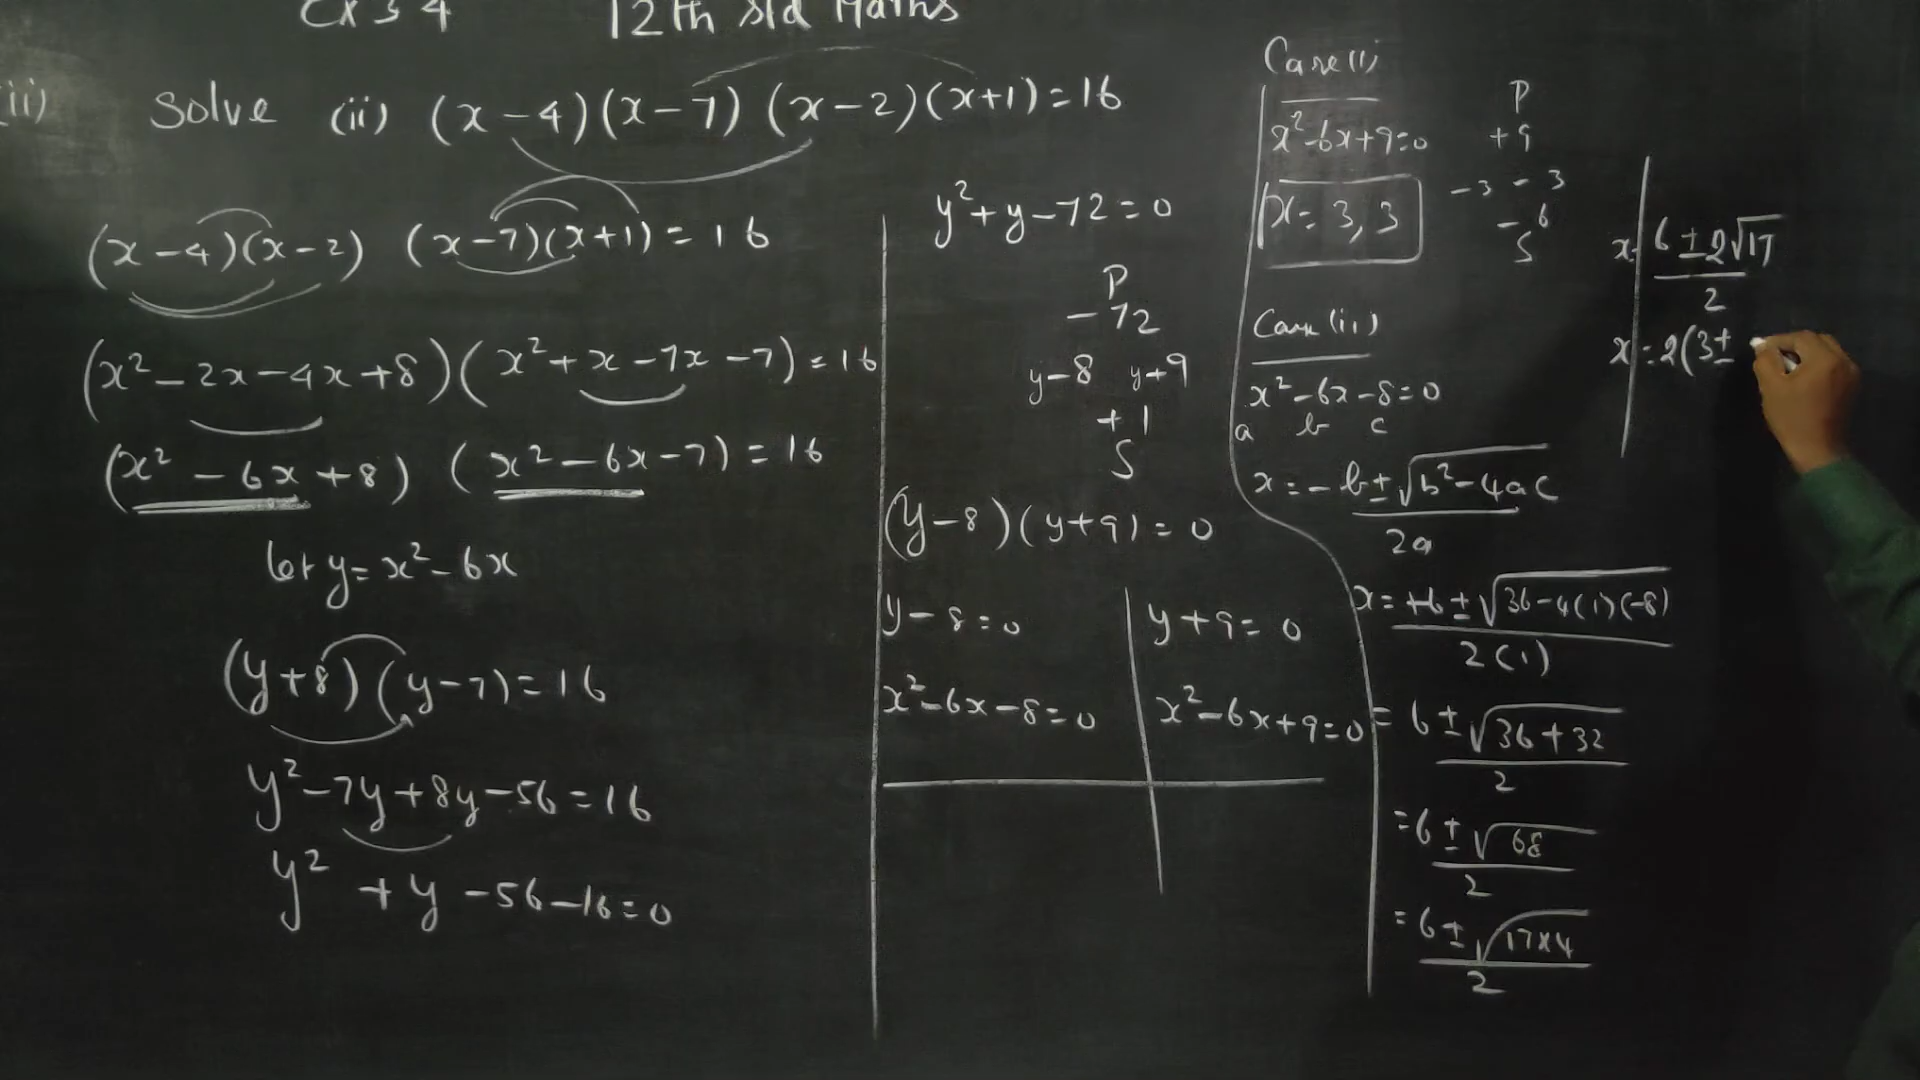 Ex 3 4 12th std Maths
(ii) Solve (ii) (x-4)(x-7)(x-2)(x+1)=16
(x-4)(x-2) (x-7)(x+1)=16
(x²-2x-4x+8)(x²+x-7x-7)=16
(x²-6x+8) (x²-6x-7)=16
let y=x²-6x
(y+8)(y-7)=16
y²-7y+8y-56=16
y²+y-56-16=0
y²+y-72=0
P
-72
y-8 y+9
+1
S
(y-8)(y+9)=0
y-8=0 y+9=0
x²-6x-8=0 x²-6x+9=0
Case(i)
x²-6x+9=0
x=3,3
P
+9
-3 -3
-6
S
Case(ii)
x²-6x-8=0
a b c
x=-b±√b²-4ac
2a
x=+6±√36-4(1)(-8)
2(1)
=6±√36+32
2
=6±√68
2
=6±√17×4
2
x=6±2√17
2
x=2(3±